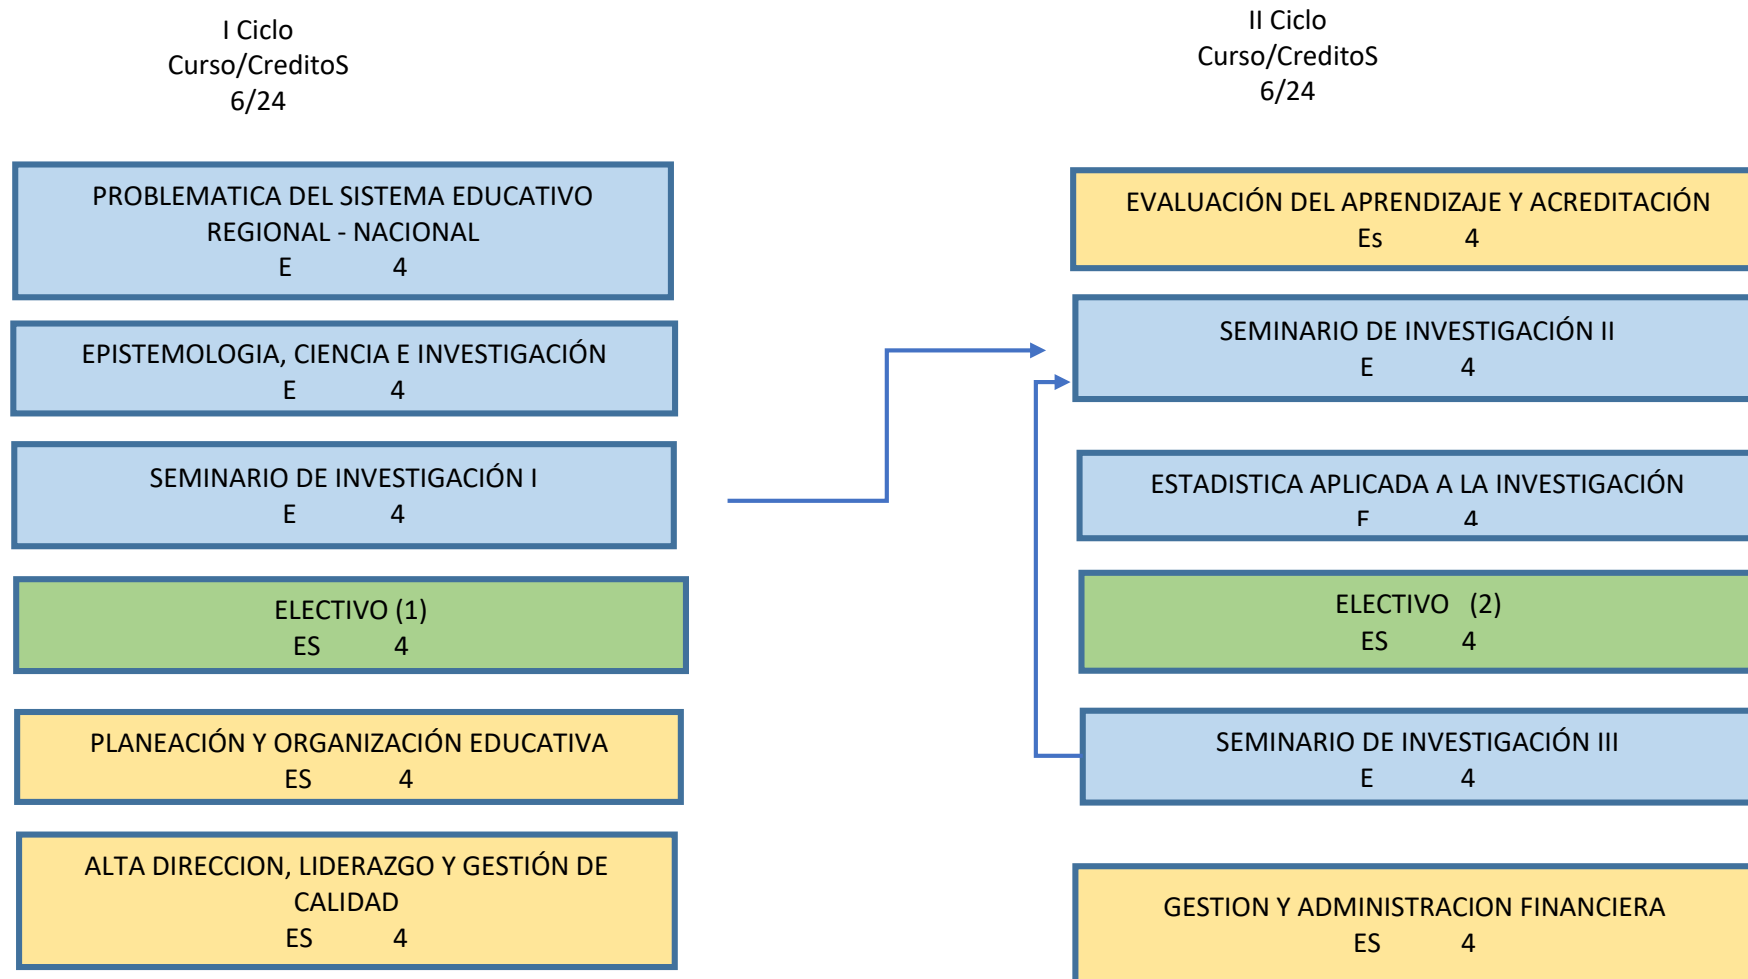 I Ciclo
Curso/CreditoS
6/24
PROBLEMATICA DEL SISTEMA EDUCATIVO
REGIONAL - NACIONAL
E 4
EPISTEMOLOGIA, CIENCIA E INVESTIGACIÓN
E 4
SEMINARIO DE INVESTIGACIÓN I
E 4
ELECTIVO (1)
ES 4
PLANEACIÓN Y ORGANIZACIÓN EDUCATIVA
ES 4
ALTA DIRECCION, LIDERAZGO Y GESTIÓN DE
CALIDAD
ES 4
II Ciclo
Curso/CreditoS
6/24
EVALUACIÓN DEL APRENDIZAJE Y ACREDITACIÓN
Es 4
SEMINARIO DE INVESTIGACIÓN II
E 4
ESTADISTICA APLICADA A LA INVESTIGACIÓN
E 4
ELECTIVO (2)
ES 4
SEMINARIO DE INVESTIGACIÓN III
E 4
GESTION Y ADMINISTRACION FINANCIERA
ES 4